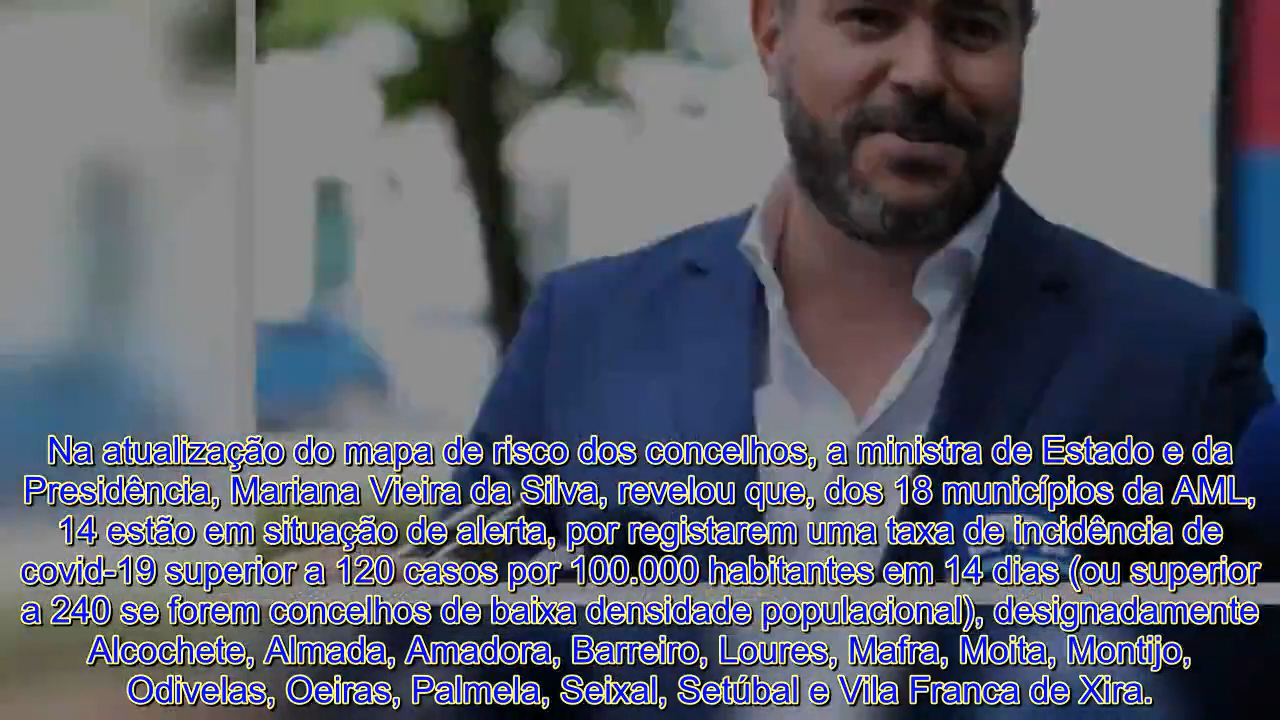 Na atualização do mapa de risco dos concelhos, a ministra de Estado e da
Presidência, Mariana Vieira da Silva, revelou que, dos 18 municípios da AML,
14 estão em situação de alerta, por registarem uma taxa de incidência de
covid-19 superior a 120 casos por 100.000 habitantes em 14 dias (ou superior
a 240 se forem concelhos de baixa densidade populacional), designadamente
Alcochete, Almada, Amadora, Barreiro, Loures, Mafra, Moita, Montijo,
Odivelas, Oeiras, Palmela, Seixal, Setúbal e Vila Franca de Xira.